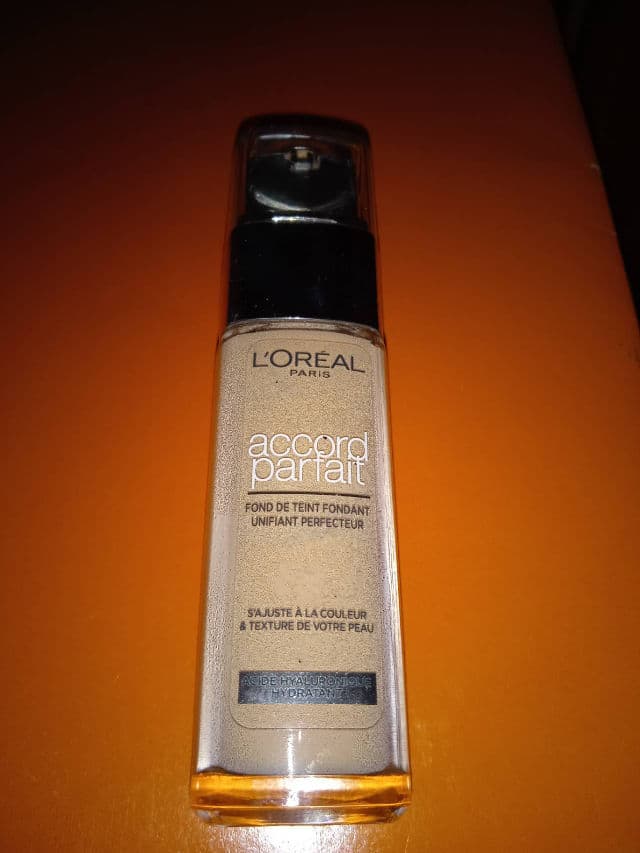 L'ORÉAL
PARIS
accord
parfait
FOND DE TEINT FONDANT
UNIFIANT PERFECTEUR
S'AJUSTE À LA COULEUR
& TEXTURE DE VOTRE PEAU
ACIDE HYALURONIQUE
HYDRATANT